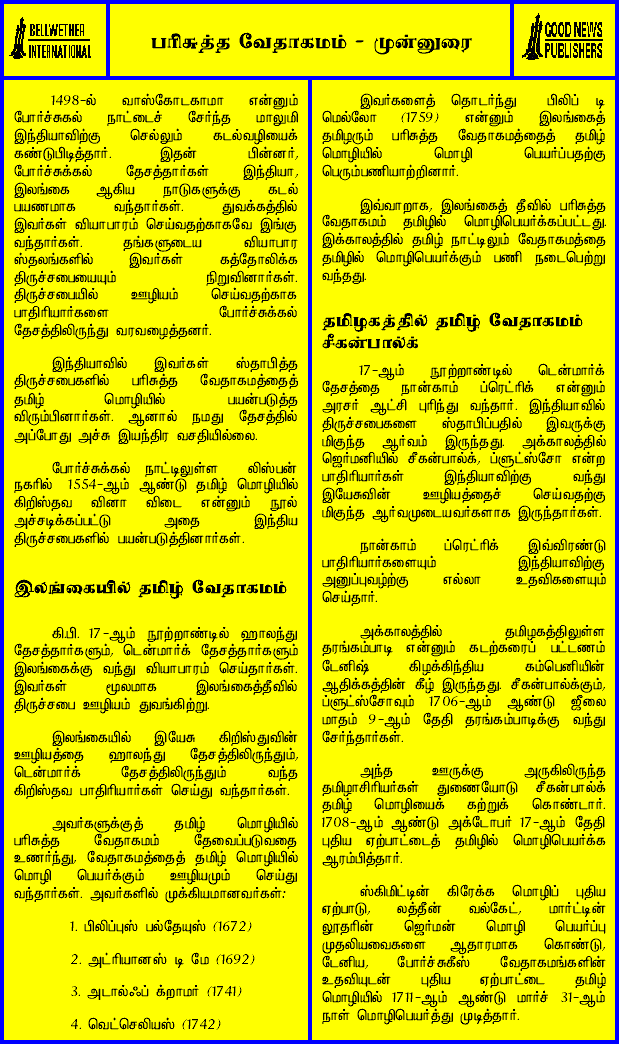 BELLWETHER
INTERNATIONAL
பரிசுத்த வேதாகமம் - முன்னுரை
GOOD NEWS
PUBLISHERS
1498-ல் வாஸ்கோடகாமா என்னும்
போர்ச்சுக்கல் நாட்டைச் சேர்ந்த மாலுமி
இந்தியாவிற்கு செல்லும் கடல்வழியைக்
கண்டுபிடித்தார். இதன் பின்னர்,
போர்ச்சுக்கல் தேசத்தார்கள் இந்தியா,
இலங்கை ஆகிய நாடுகளுக்கு கடல்
பயணமாக வந்தார்கள். துவக்கத்தில்
இவர்கள் வியாபாரம் செய்வதற்காகவே இங்கு
வந்தார்கள். தங்களுடைய வியாபார
ஸ்தலங்களில் இவர்கள் கத்தோலிக்க
திருச்சபையையும் நிறுவினார்கள்.
திருச்சபையில் ஊழியம் செய்வதற்காக
பாதிரியார்களை போர்ச்சுக்கல்
தேசத்திலிருந்து வரவழைத்தனர்.
இந்தியாவில் இவர்கள் ஸ்தாபித்த
திருச்சபைகளில் பரிசுத்த வேதாகமத்தைத்
தமிழ் மொழியில் பயன்படுத்த
விரும்பினார்கள். ஆனால் நமது தேசத்தில்
அப்போது அச்சு இயந்திர வசதியில்லை.
போர்ச்சுக்கல் நாட்டிலுள்ள லிஸ்பன்
நகரில் 1554-ஆம் ஆண்டு தமிழ் மொழியில்
கிறிஸ்தவ வினா விடை என்னும் நூல்
அச்சடிக்கப்பட்டு அதை இந்திய
திருச்சபைகளில் பயன்படுத்தினார்கள்.
இலங்கையில் தமிழ் வேதாகமம்
கி.பி. 17-ஆம் நூற்றாண்டில் ஹாலந்து
தேசத்தார்களும், டென்மார்க் தேசத்தார்களும்
இலங்கைக்கு வந்து வியாபாரம் செய்தார்கள்.
இவர்கள் மூலமாக இலங்கைத்தீவில்
திருச்சபை ஊழியம் துவங்கிற்று.
இலங்கையில் இயேசு கிறிஸ்துவின்
ஊழியத்தை ஹாலந்து தேசத்திலிருந்தும்,
டென்மார்க் தேசத்திலிருந்தும் வந்த
கிறிஸ்தவ பாதிரியார்கள் செய்து வந்தார்கள்.
அவர்களுக்குத் தமிழ் மொழியில்
பரிசுத்த வேதாகமம் தேவைப்படுவதை
உணர்ந்து, வேதாகமத்தைத் தமிழ் மொழியில்
மொழி பெயர்க்கும் ஊழியமும் செய்து
வந்தார்கள். அவர்களில் முக்கியமானவர்கள்:
1. பிலிப்புஸ் பல்தேயுஸ் (1672)
2. அட்ரியானஸ் டி மே (1692)
3. அடால்ஃப் க்றாமர் (1741)
4. வெட்செலியஸ் (1742)
இவர்களைத் தொடர்ந்து பிலிப் டி
மெல்லோ (1759) என்னும் இலங்கைத்
தமிழரும் பரிசுத்த வேதாகமத்தைத் தமிழ்
மொழியில் மொழி பெயர்ப்பதற்கு
பெரும்பணியாற்றினார்.
இவ்வாறாக, இலங்கைத் தீவில் பரிசுத்த
வேதாகமம் தமிழில் மொழிபெயர்க்கப்பட்டது.
இக்காலத்தில் தமிழ் நாட்டிலும் வேதாகமத்தை
தமிழில் மொழிபெயர்க்கும் பணி நடைபெற்று
வந்தது.
தமிழகத்தில் தமிழ் வேதாகமம்
சீகன்பால்க்
17-ஆம் நூற்றாண்டில் டென்மார்க்
தேசத்தை நான்காம் ப்ரெட்ரிக் என்னும்
அரசர் ஆட்சி புரிந்து வந்தார். இந்தியாவில்
திருச்சபைகளை ஸ்தாபிப்பதில் இவருக்கு
மிகுந்த ஆர்வம் இருந்தது. அக்காலத்தில்
ஜெர்மனியில் சீகன்பால்க், ப்ளுட்ஸ்சோ என்ற
பாதிரியார்கள் இந்தியாவிற்கு வந்து
இயேசுவின் ஊழியத்தைச் செய்வதற்கு
மிகுந்த ஆர்வமுடையவர்களாக இருந்தார்கள்.
நான்காம் ப்ரெட்ரிக் இவ்விரண்டு
பாதிரியார்களையும் இந்தியாவிற்கு
அனுப்புவழ்ற்கு எல்லா உதவிகளையும்
செய்தார்.
அக்காலத்தில் தமிழகத்திலுள்ள
தரங்கம்பாடி என்னும் கடற்கரைப் பட்டணம்
டேனிஷ் கிழக்கிந்திய கம்பெனியின்
ஆதிக்கத்தின் கீழ் இருந்தது. சீகன்பால்க்கும்,
ப்ளுட்ஸ்சோவும் 1706-ஆம் ஆண்டு ஜீலை
மாதம் 9-ஆம் தேதி தரங்கம்பாடிக்கு வந்து
சேர்ந்தார்கள்.
அந்த ஊருக்கு அருகிலிருந்த
தமிழாசிரியர்கள் துணையோடு சீகன்பால்க்
தமிழ் மொழியைக் கற்றுக் கொண்டார்.
1708-ஆம் ஆண்டு அக்டோபர் 17-ஆம் தேதி
புதிய ஏற்பாட்டைத் தமிழில் மொழிபெயர்க்க
ஆரம்பித்தார்.
ஸ்கிமிட்டின் கிரேக்க மொழிப் புதிய
ஏற்பாடு, லத்தீன் வல்கேட், மார்ட்டின்
லூதரின் ஜெர்மன் மொழி பெயர்ப்பு
முதலியவைகளை ஆதாரமாக கொண்டு,
டேனிய, போர்ச்சுகீஸ் வேதாகமங்களின்
உதவியுடன் புதிய ஏற்பாட்டை தமிழ்
மொழியில் 1711-ஆம் ஆண்டு மார்ச் 31-ஆம்
நாள் மொழிபெயர்த்து முடித்தார்.